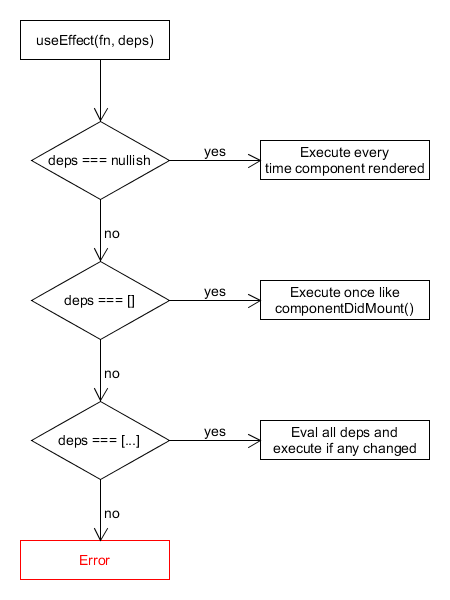 useEffect(fn, deps)
deps === nullish
yes
Execute every
time component rendered
no
deps === []
yes
Execute once like
componentDidMount()
no
deps === [...]
yes
Eval all deps and
execute if any changed
no
Error